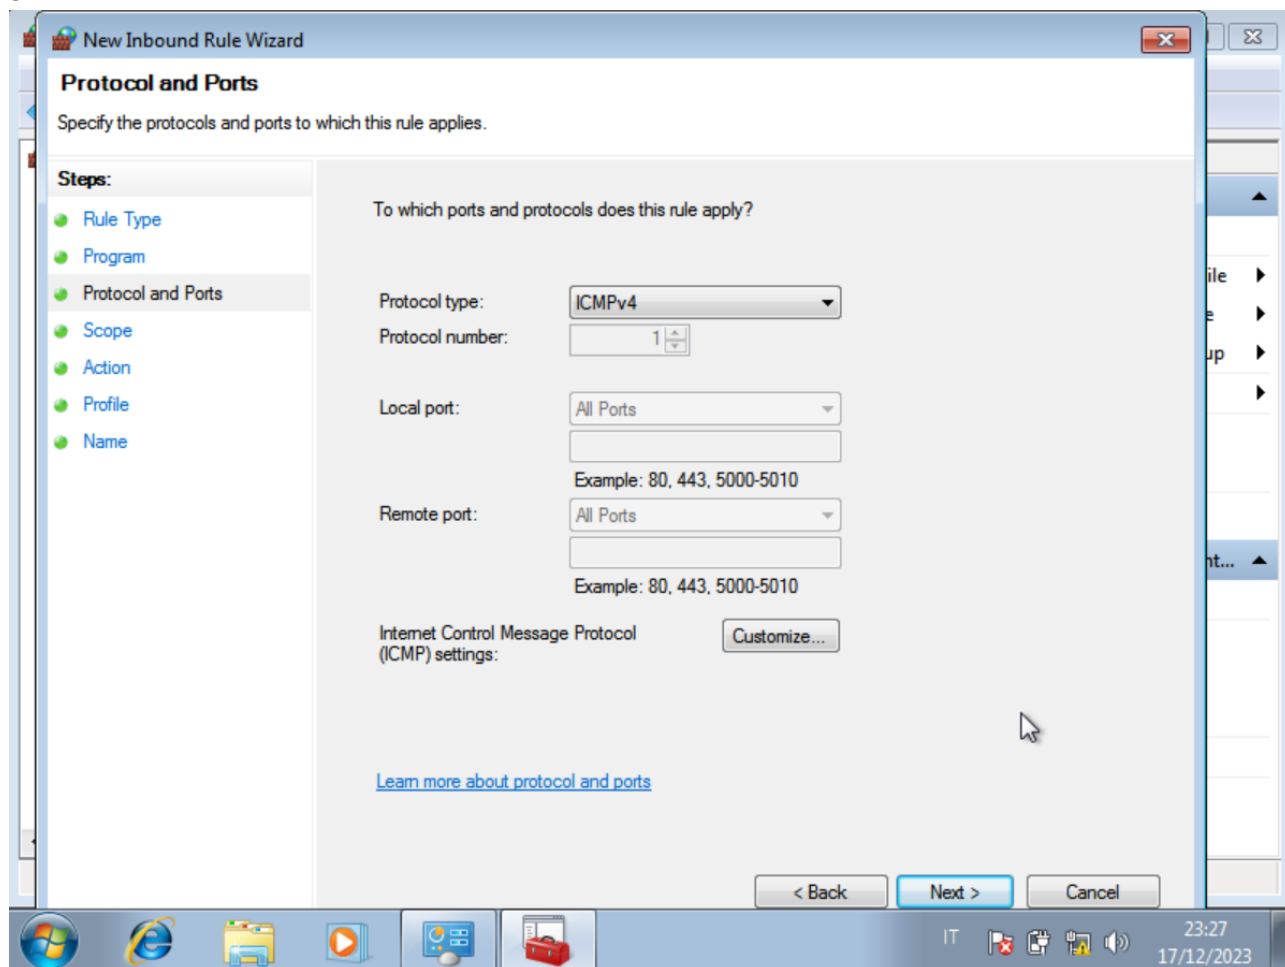 New Inbound Rule Wizard
Protocol and Ports
Specify the protocols and ports to which this rule applies.
Steps:
Rule Type
Program
Protocol and Ports
Scope
Action
Profile
Name
To which ports and protocols does this rule apply?
Protocol type:
ICMPv4
Protocol number:
1
Local port:
All Ports
Example: 80, 443, 5000-5010
Remote port:
All Ports
Example: 80, 443, 5000-5010
Internet Control Message Protocol
(ICMP) settings:
Customize...
Learn more about protocol and ports
< Back
Next >
Cancel
ile
e
up
nt...
IT
23:27
17/12/2023